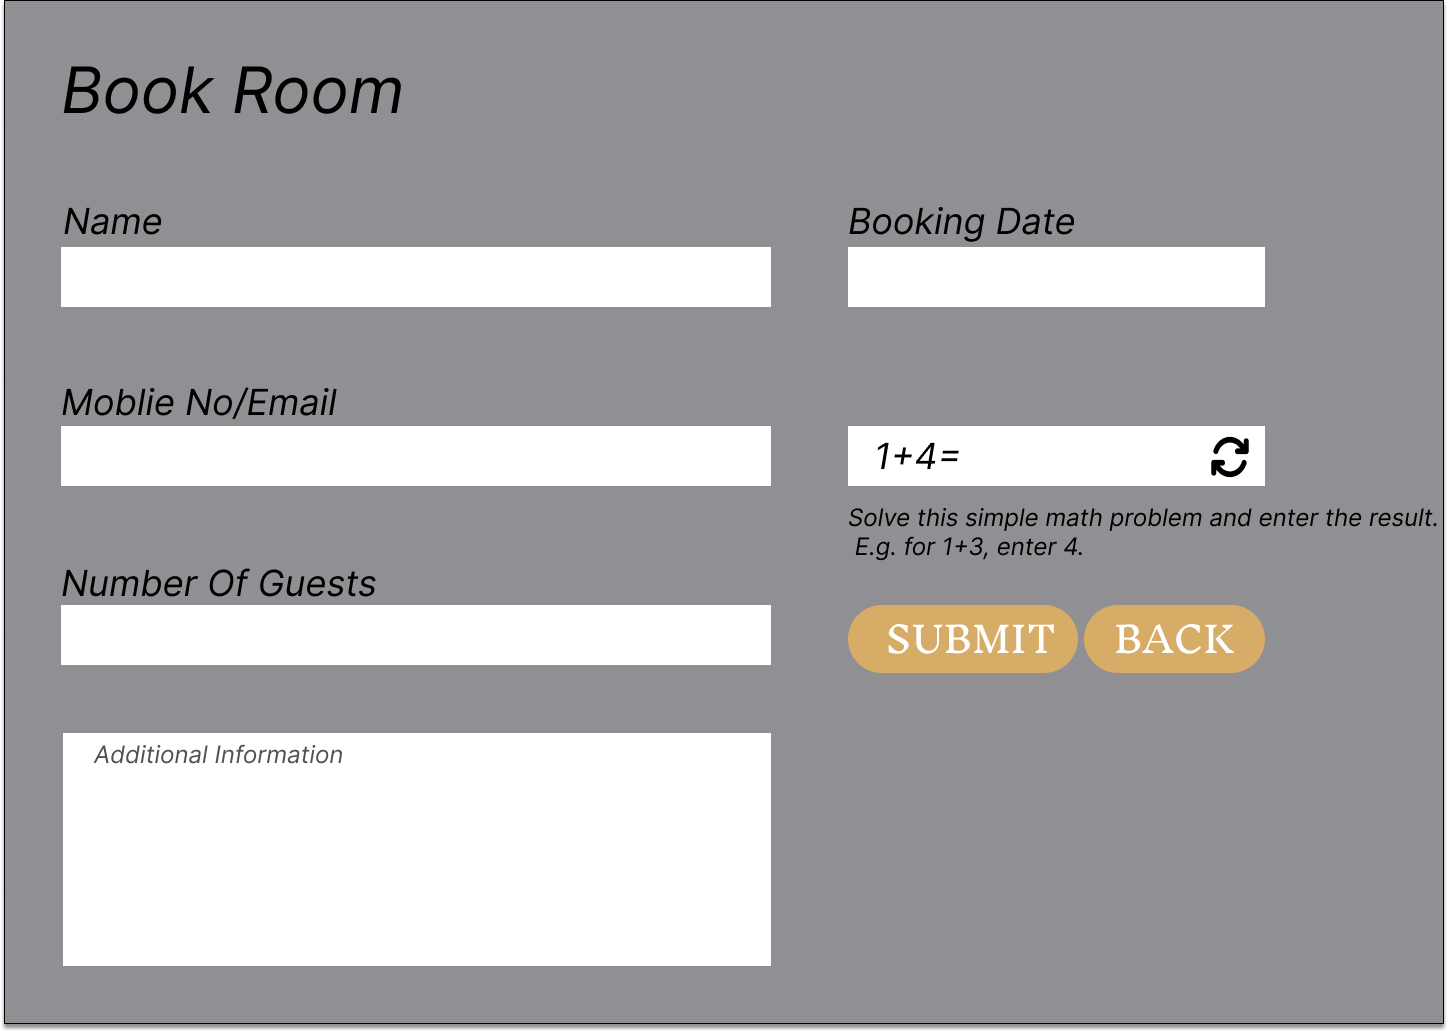 Book Room
Name
Booking Date
Moblie No/Email
1+4=
Solve this simple math problem and enter the result.
E.g. for 1+3, enter 4.
Number Of Guests
SUBMIT
BACK
Additional Information